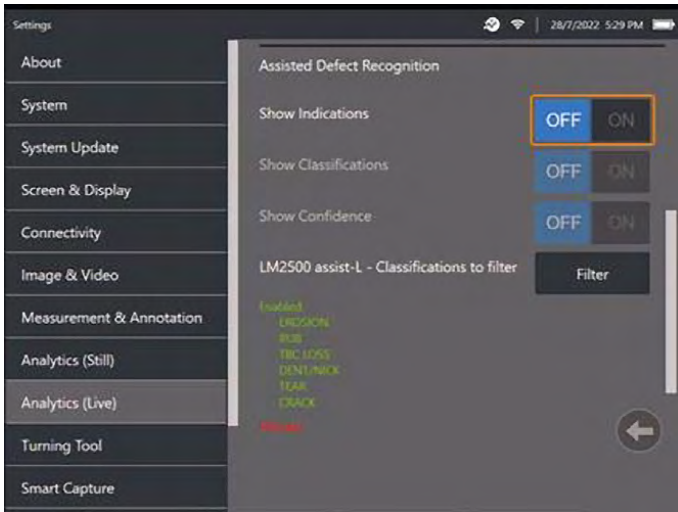 Settings
28/7/2022 5:29 PM
About
System
System Update
Screen & Display
Connectivity
Image & Video
Measurement & Annotation
Analytics (Still)
Analytics (Live)
Turning Tool
Smart Capture
Assisted Defect Recognition
Show Indications
OFF ON
Show Classifications
OFF ON
Show Confidence
OFF ON
LM2500 assist-L - Classifications to filter
Filter
Enabled
EROSION
RUB
TBC LOSS
DENT/NICK
TEAR
CRACK